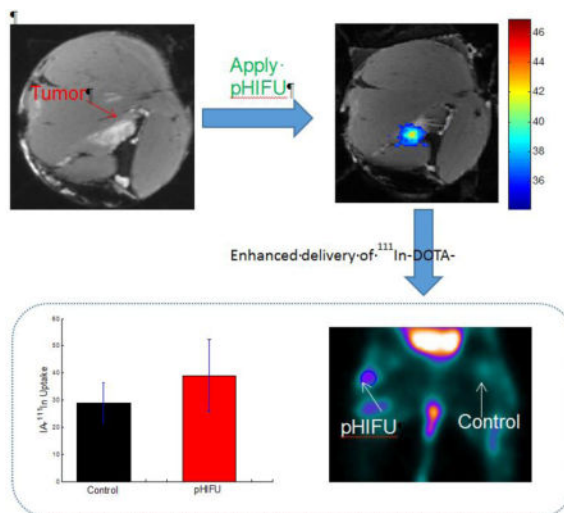 ¶
Tumor¶
Apply·
pHIFU¶
46
44
42
40
38
36
34
Enhanced·delivery·of·¹¹¹In-DOTA-
IA-¹¹¹In Uptake
60
50
40
30
20
10
0
Control
pHIFU
pHIFU
Control